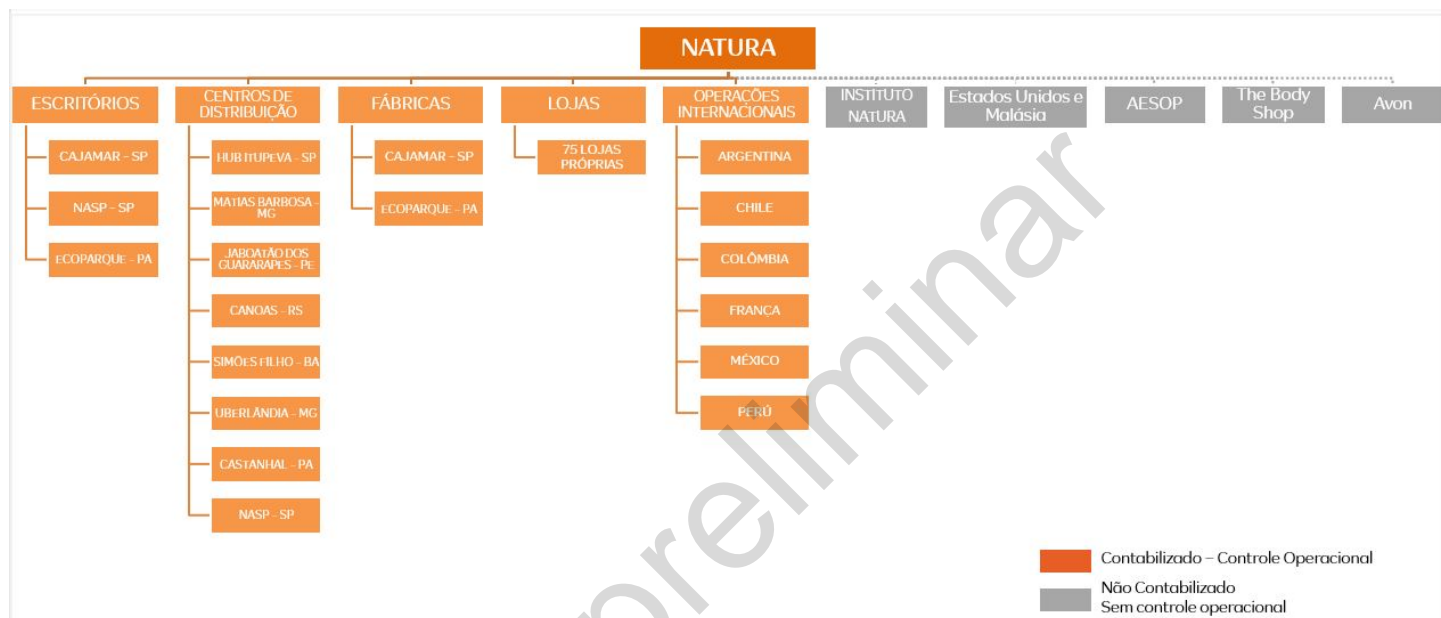 NATURA
ESCRITÓRIOS
CAJAMAR – SP
NASP – SP
ECOPARQUE – PA
CENTROS DE
DISTRIBUIÇÃO
HUB ITUPEVA – SP
MATIAS BARBOSA –
MG
JABOATÃO DOS
GUARARAPES – PE
CANOAS – RS
SIMÕES FILHO – BA
UBERLÂNDIA – MG
CASTANHAL – PA
NASP – SP
FÁBRICAS
CAJAMAR – SP
ECOPARQUE – PA
LOJAS
75 LOJAS
PRÓPRIAS
OPERAÇÕES
INTERNACIONAIS
ARGENTINA
CHILE
COLÔMBIA
FRANÇA
MÉXICO
PERÚ
INSTITUTO
NATURA
Estados Unidos e
Malásia
AESOP
The Body
Shop
Avon
Contabilizado – Controle Operacional
Não Contabilizado
Sem controle operacional
preliminar